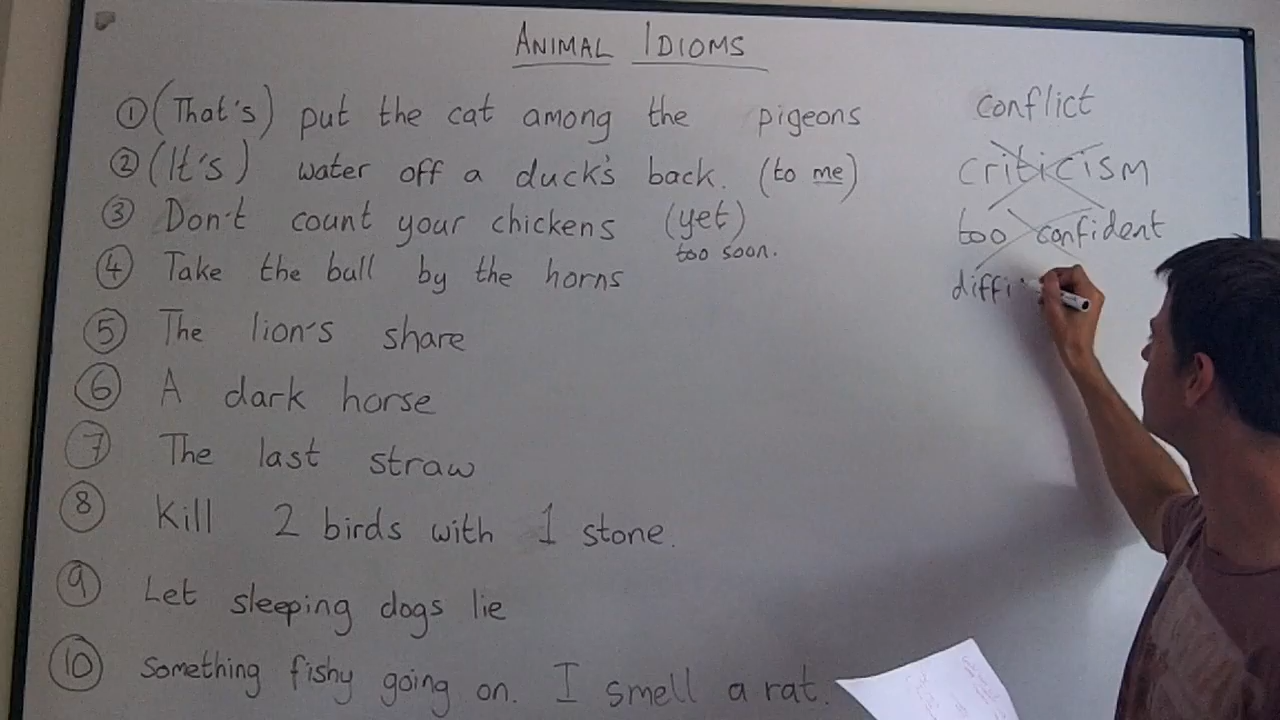 ANIMAL IDIOMS
① (That's) put the cat among the pigeons conflict
② (It's) water off a duck's back. (to me) criticism
③ Don't count your chickens (yet) too confident
too soon.
④ Take the bull by the horns diffi
⑤ The lion's share
⑥ A dark horse
⑦ The last straw
⑧ Kill 2 birds with 1 stone.
⑨ Let sleeping dogs lie
⑩ Something fishy going on. I smell a rat.